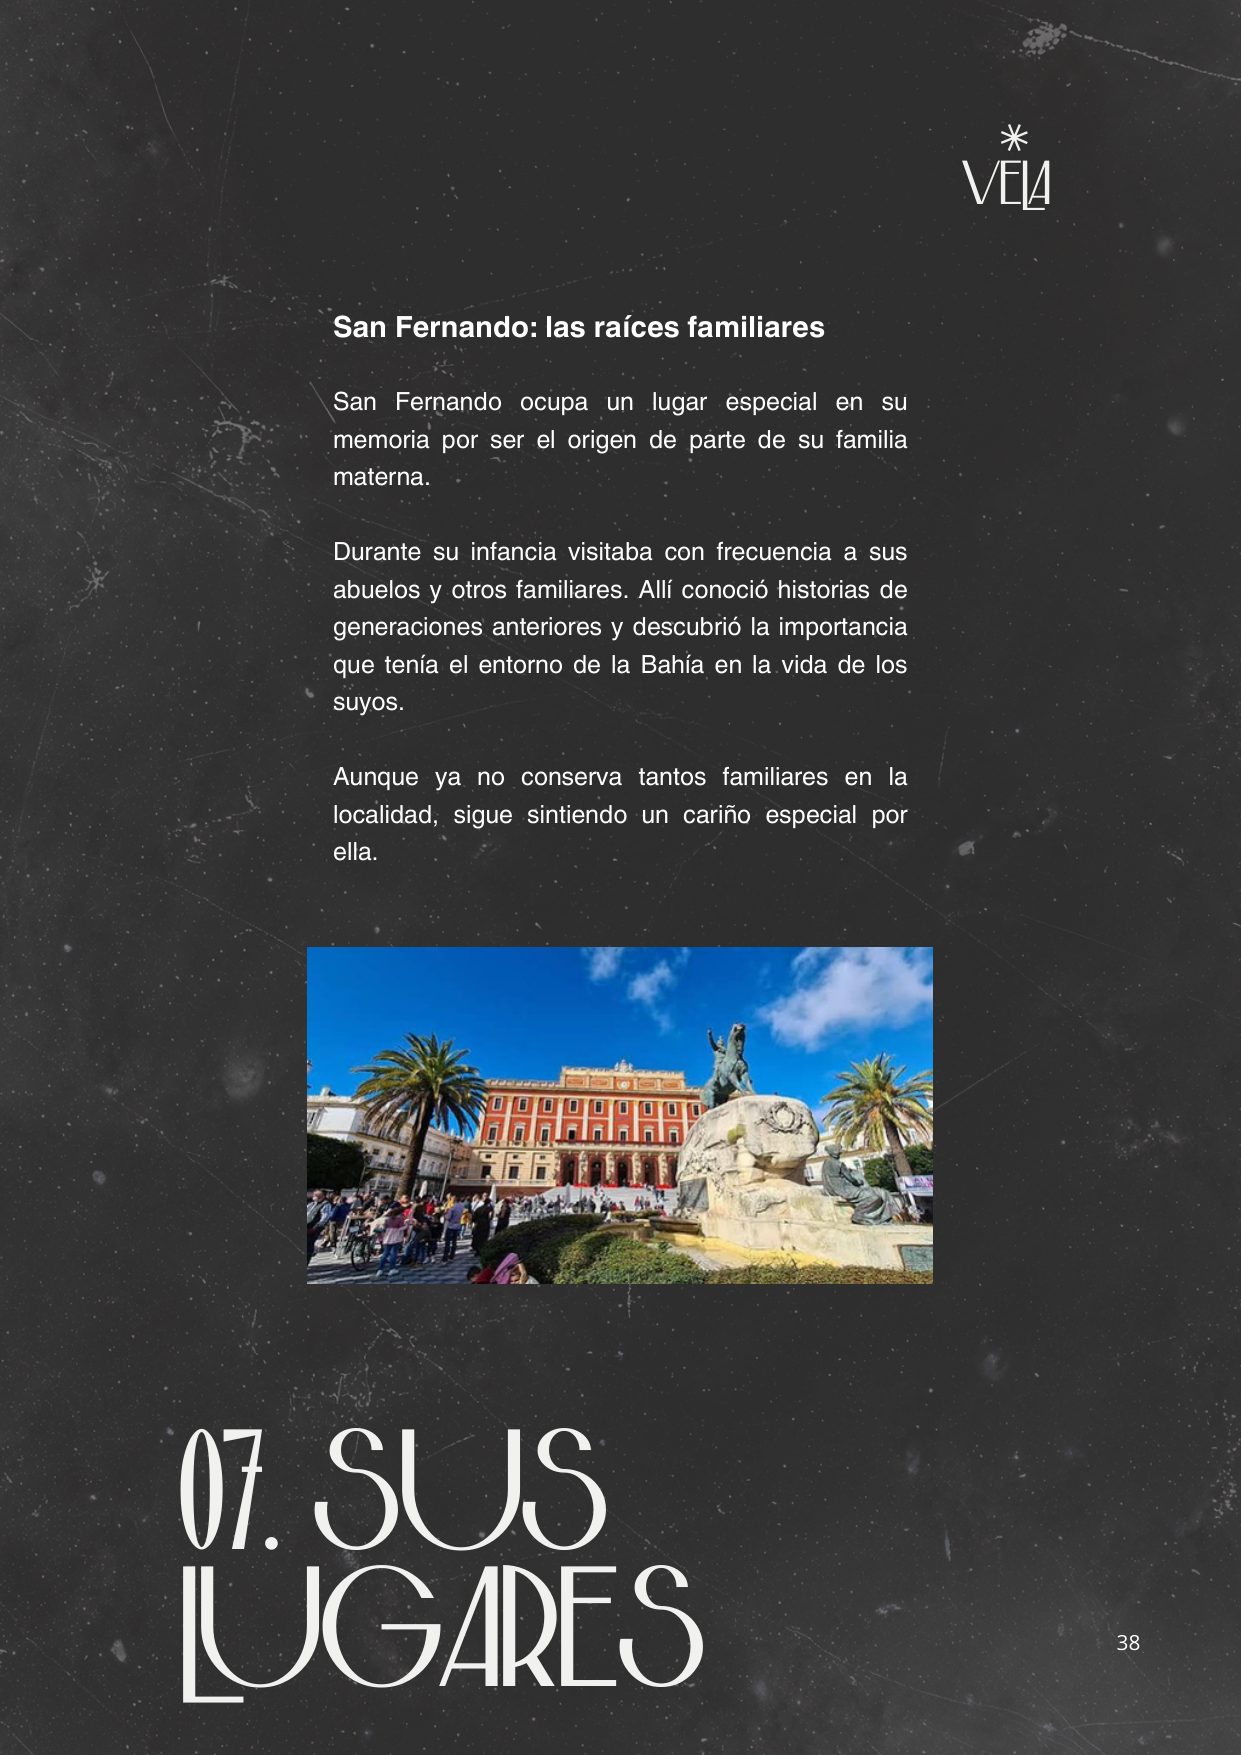 VELA
San Fernando: las raíces familiares
San Fernando ocupa un lugar especial en su
memoria por ser el origen de parte de su familia
materna.
Durante su infancia visitaba con frecuencia a sus
abuelos y otros familiares. Allí conoció historias de
generaciones anteriores y descubrió la importancia
que tenía el entorno de la Bahía en la vida de los
suyos.
Aunque ya no conserva tantos familiares en la
localidad, sigue sintiendo un cariño especial por
ella.
07. SUS
LUGARES
38